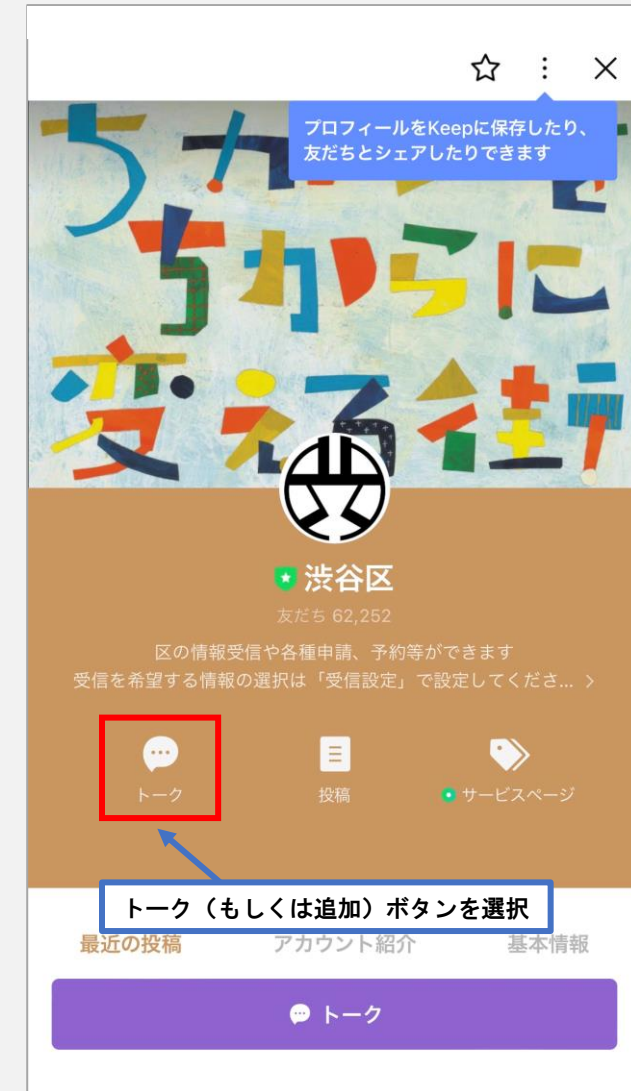 プロフィールをKeepに保存したり、
友だちとシェアしたりできます
ちからに
変える街
渋谷区
友だち 62,252
区の情報受信や各種申請、予約等ができます
受信を希望する情報の選択は「受信設定」で設定してくださ... >
トーク
投稿
サービスページ
トーク（もしくは追加）ボタンを選択
最近の投稿
アカウント紹介
基本情報
トーク